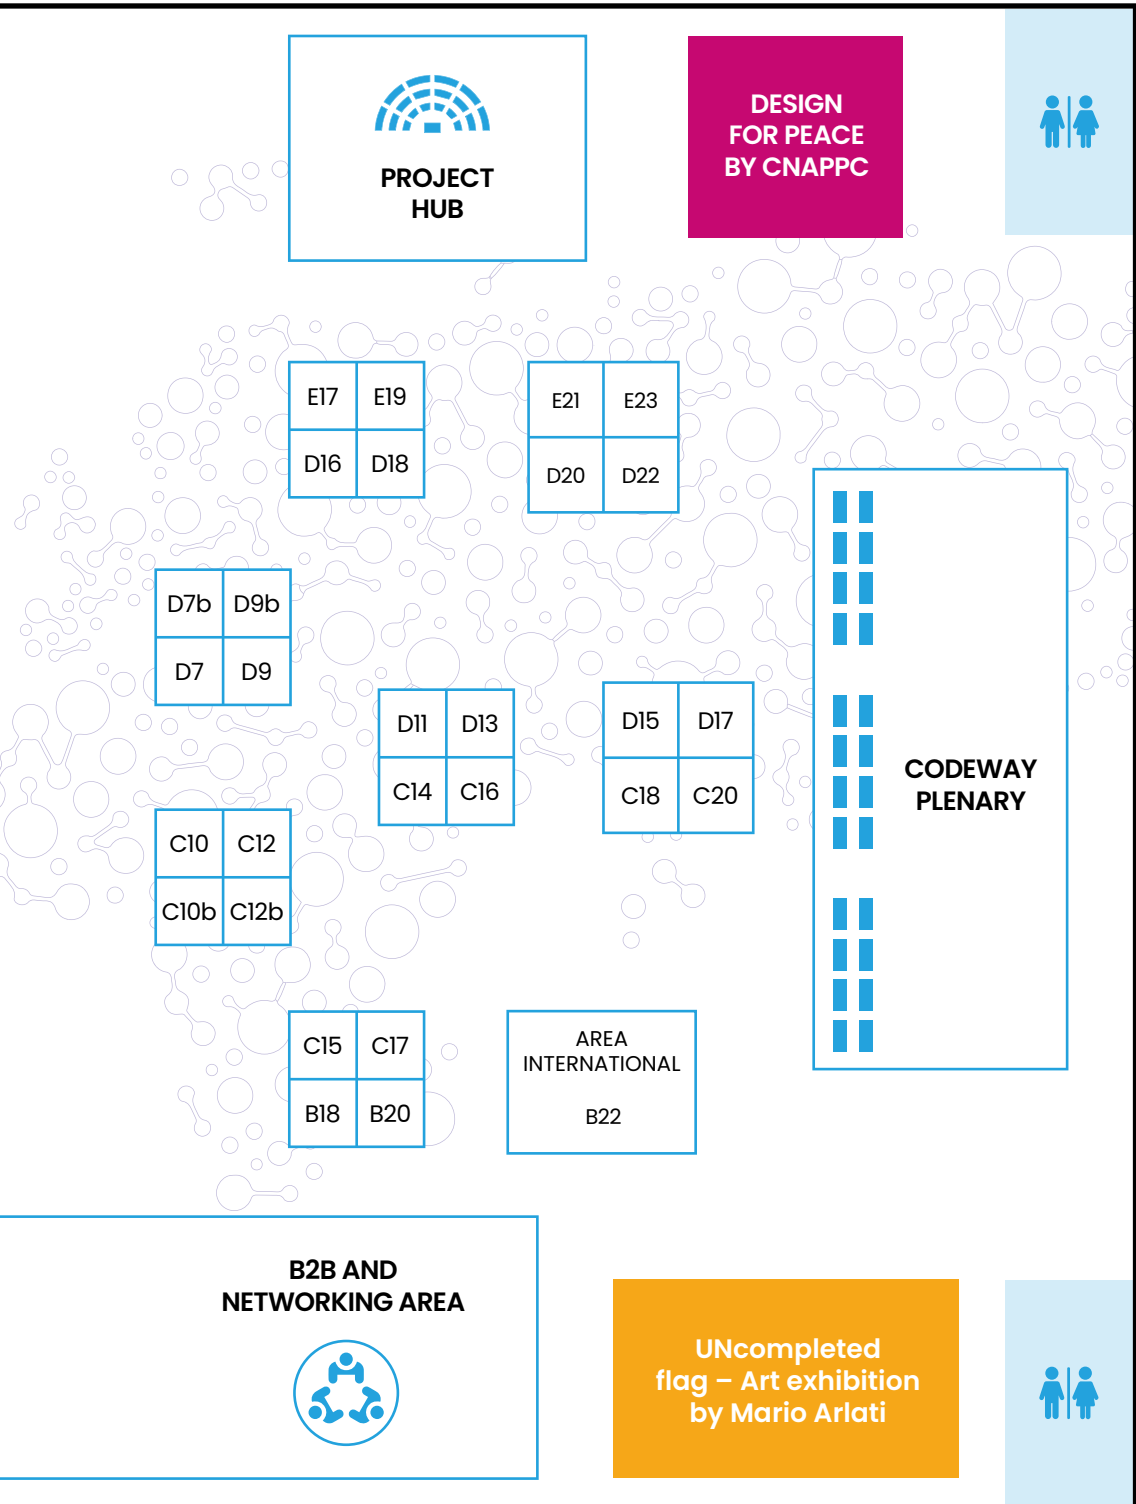 PROJECT
HUB
DESIGN
FOR PEACE
BY CNAPPC
E17 E19
D16 D18
E21 E23
D20 D22
D7b D9b
D7 D9
D11 D13
C14 C16
D15 D17
C18 C20
CODEWAY
PLENARY
C10 C12
C10b C12b
C15 C17
B18 B20
AREA
INTERNATIONAL
B22
B2B AND
NETWORKING AREA
UNcompleted
flag – Art exhibition
by Mario Arlati